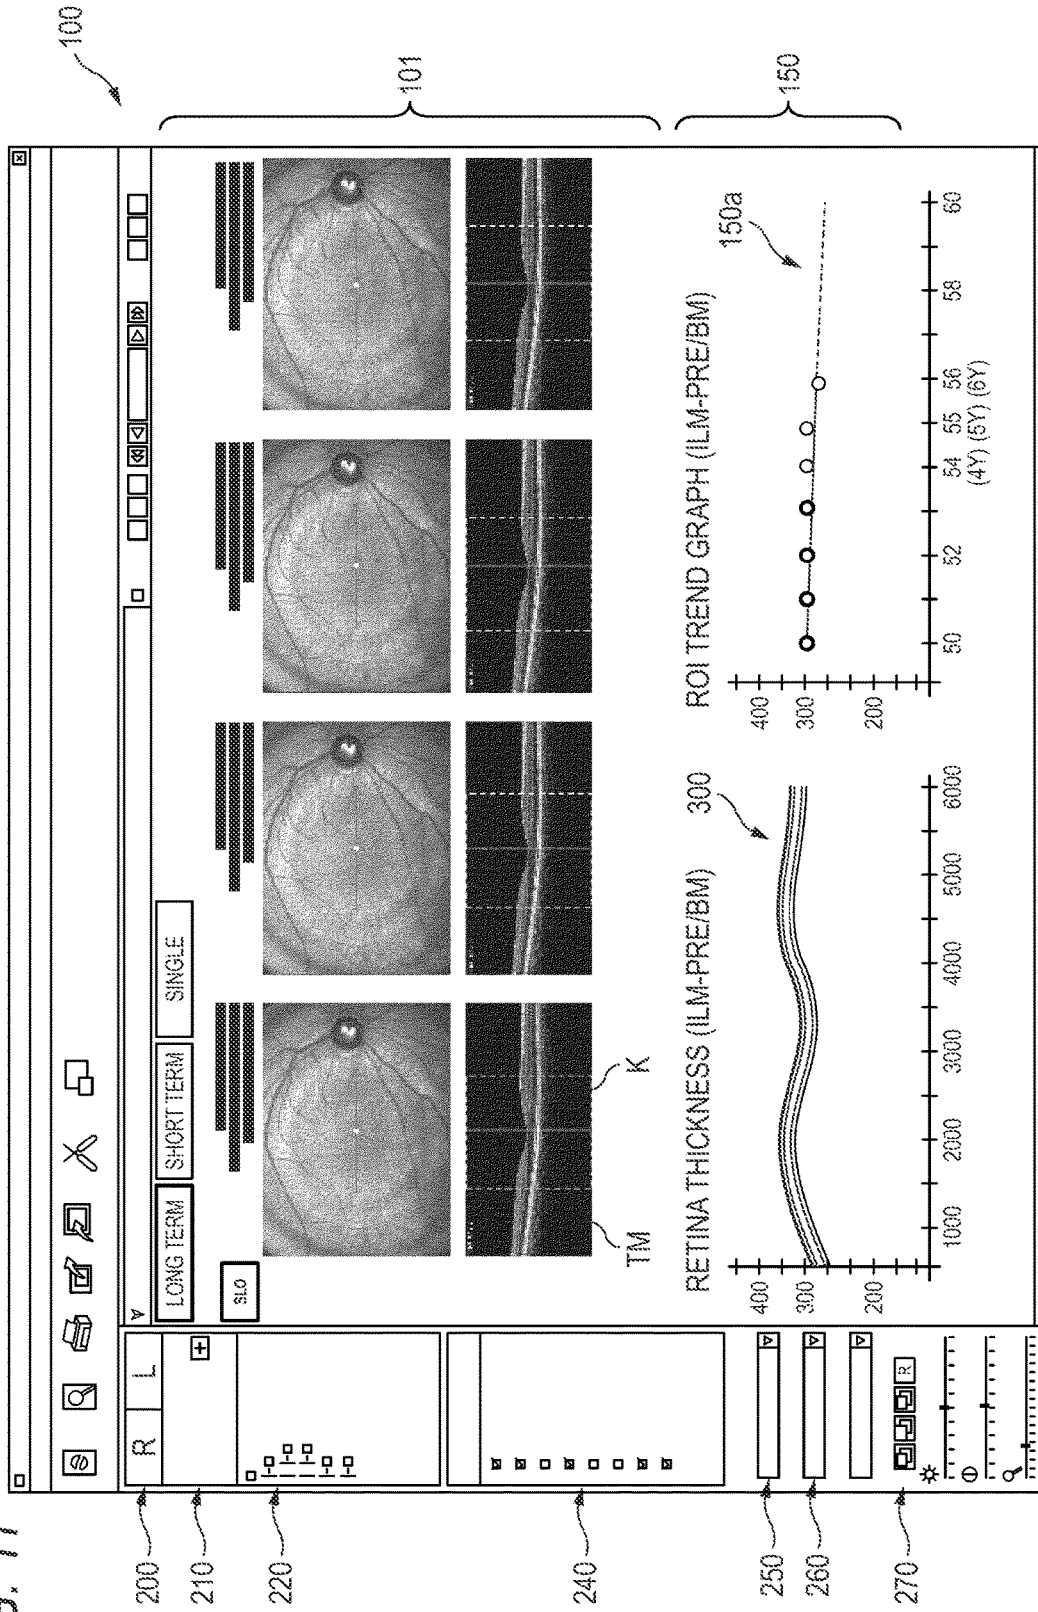 100
R L
A
LONG TERM SHORT TERM SINGLE
SLO
101
TM
K
RETINA THICKNESS (ILM-PRE/BM)
300
400
300
200
1000 2000 3000 4000 5000 6000
ROI TREND GRAPH (ILM-PRE/BM)
150a
400
300
200
50 52 54 55 56 58 60
(4Y) (5Y) (6Y)
150
R
200
210
220
240
250
260
270